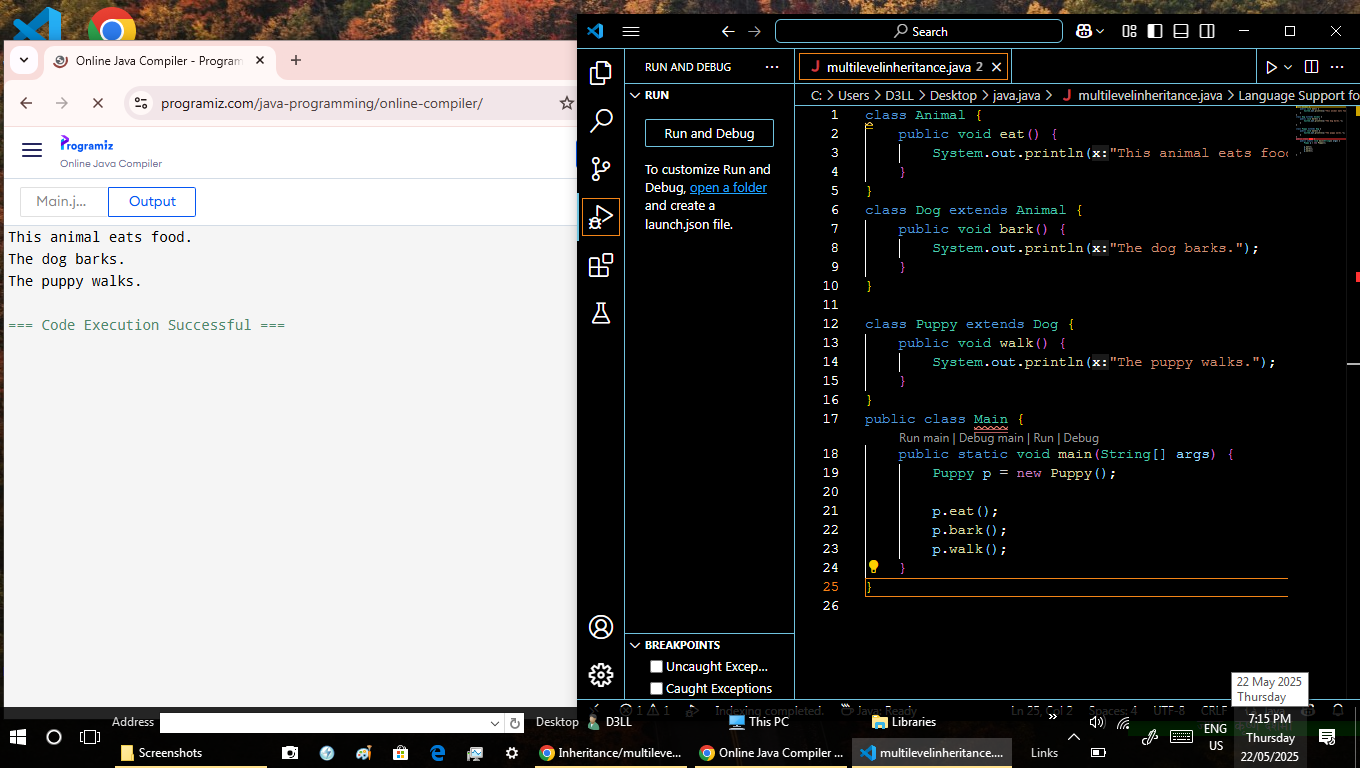 Online Java Compiler - Program
programiz.com/java-programming/online-compiler/
Programiz
Online Java Compiler
Main.j...
Output
This animal eats food.
The dog barks.
The puppy walks.
=== Code Execution Successful ===
Search
RUN AND DEBUG
RUN
Run and Debug
To customize Run and
Debug, open a folder
and create a
launch.json file.
BREAKPOINTS
Uncaught Excep...
Caught Exceptions
multilevelinheritance.java 2
C: > Users > D3LL > Desktop > java.java > J multilevelinheritance.java > Language Support fo
1 class Animal {
2 public void eat() {
3 System.out.println(x:"This animal eats food
4 }
5 }
6 class Dog extends Animal {
7 public void bark() {
8 System.out.println(x:"The dog barks.");
9 }
10 }
11
12 class Puppy extends Dog {
13 public void walk() {
14 System.out.println(x:"The puppy walks.");
15 }
16 }
17 public class Main {
Run main | Debug main | Run | Debug
18 public static void main(String[] args) {
19 Puppy p = new Puppy();
20
21 p.eat();
22 p.bark();
23 p.walk();
24 }
25 }
26
22 May 2025
Thursday
1 1 Indexing completed. Java: Ready Ln 25, Col 2 Spaces: 4 UTF-8 CRLF Java
Address
Desktop
D3LL
This PC
Libraries
Screenshots
Inheritance/multileve...
Online Java Compiler ...
multilevelinheritance....
Links
ENG
US
7:15 PM
Thursday
22/05/2025